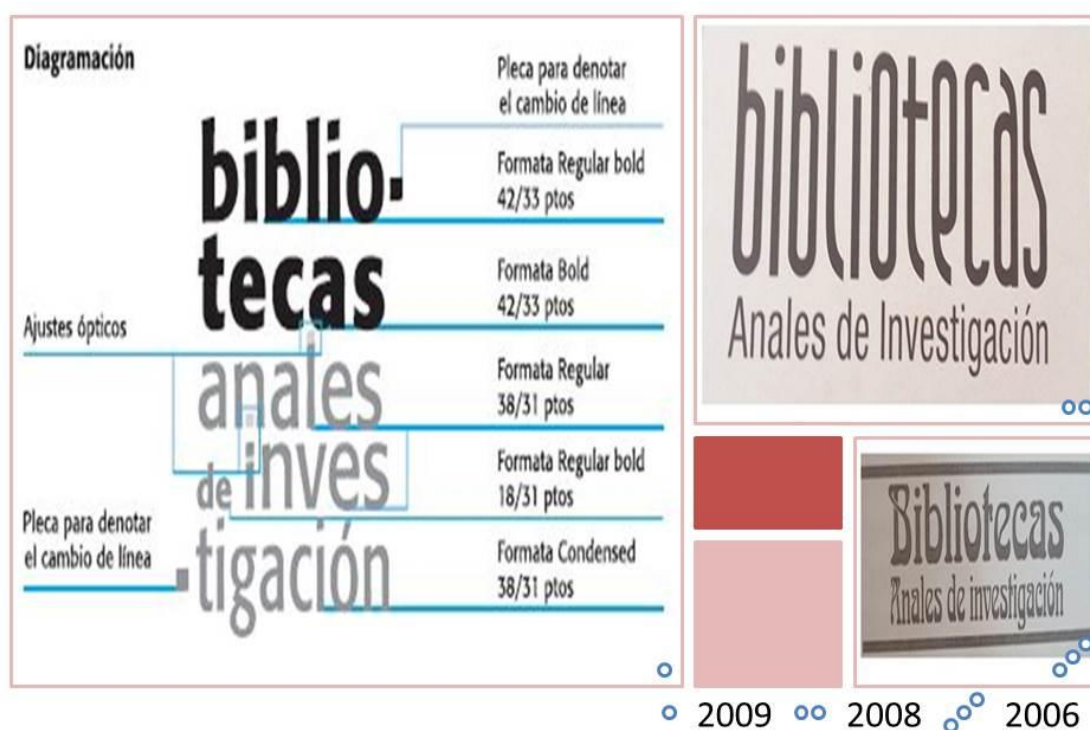 Diagramación
Pleca para denotar
el cambio de línea
biblio-
Formata Regular bold
42/33 ptos
tecas
Formata Bold
42/33 ptos
Ajustes ópticos
anales
Formata Regular
38/31 ptos
de inves
Formata Regular bold
18/31 ptos
Pleca para denotar
el cambio de línea
-tigación
Formata Condensed
38/31 ptos
bibliotecas
Anales de Investigación
Bibliotecas
Anales de investigación
2009 2008 2006